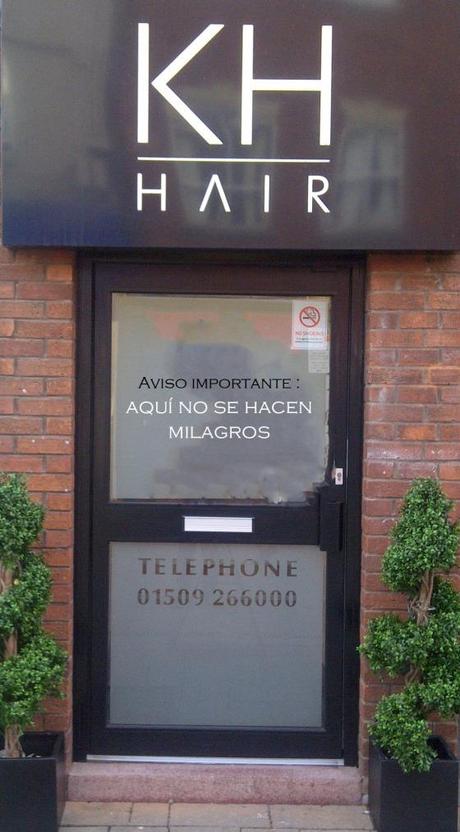 KH
HAIR
NO SMOKING
AVISO IMPORTANTE :
AQUÍ NO SE HACEN
MILAGROS
TELEPHONE
01509 266000